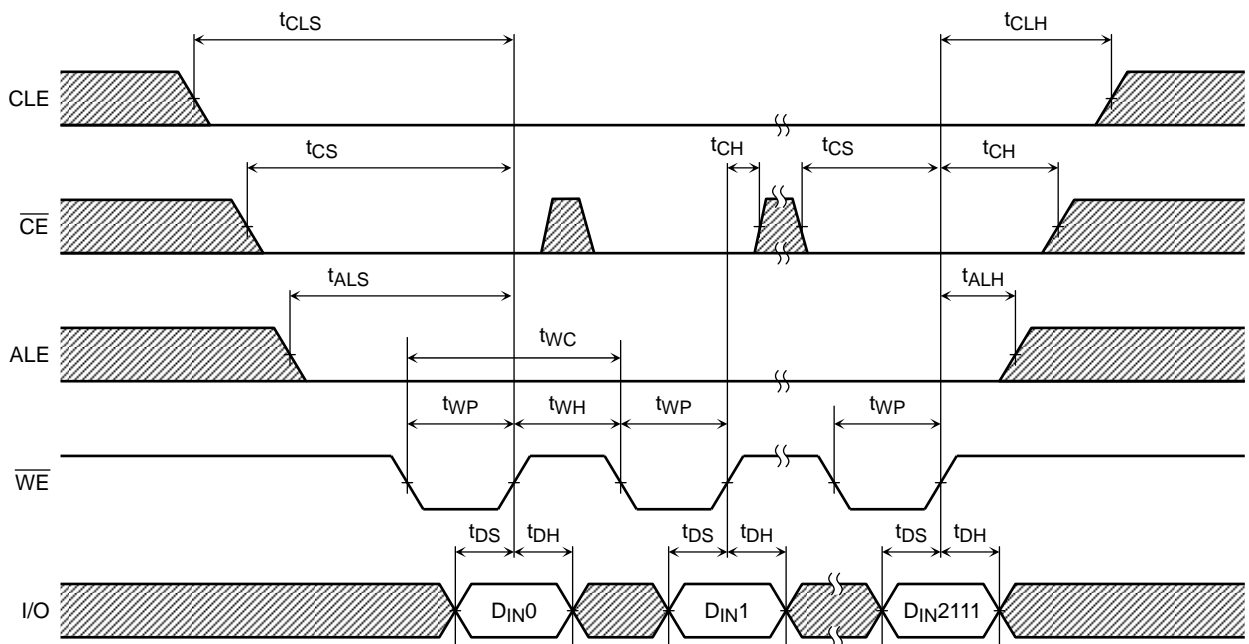 tCLS tCLH
CLE
tCS tCH tCS tCH
CE
tALS tALH
ALE
tWC
tWP tWH tWP tWP
WE
tDS tDH tDS tDH tDS tDH
I/O DIN0 DIN1 DIN2111